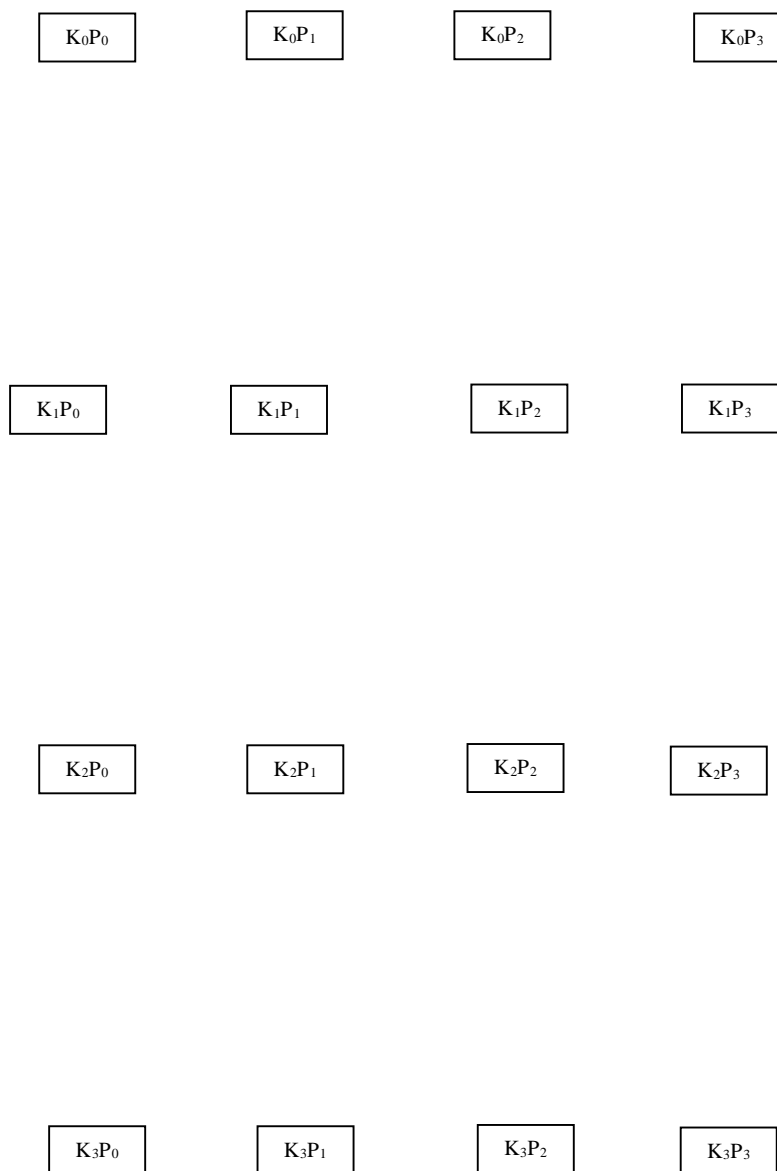 K₀P₀ K₀P₁ K₀P₂ K₀P₃
K₁P₀ K₁P₁ K₁P₂ K₁P₃
K₂P₀ K₂P₁ K₂P₂ K₂P₃
K₃P₀ K₃P₁ K₃P₂ K₃P₃